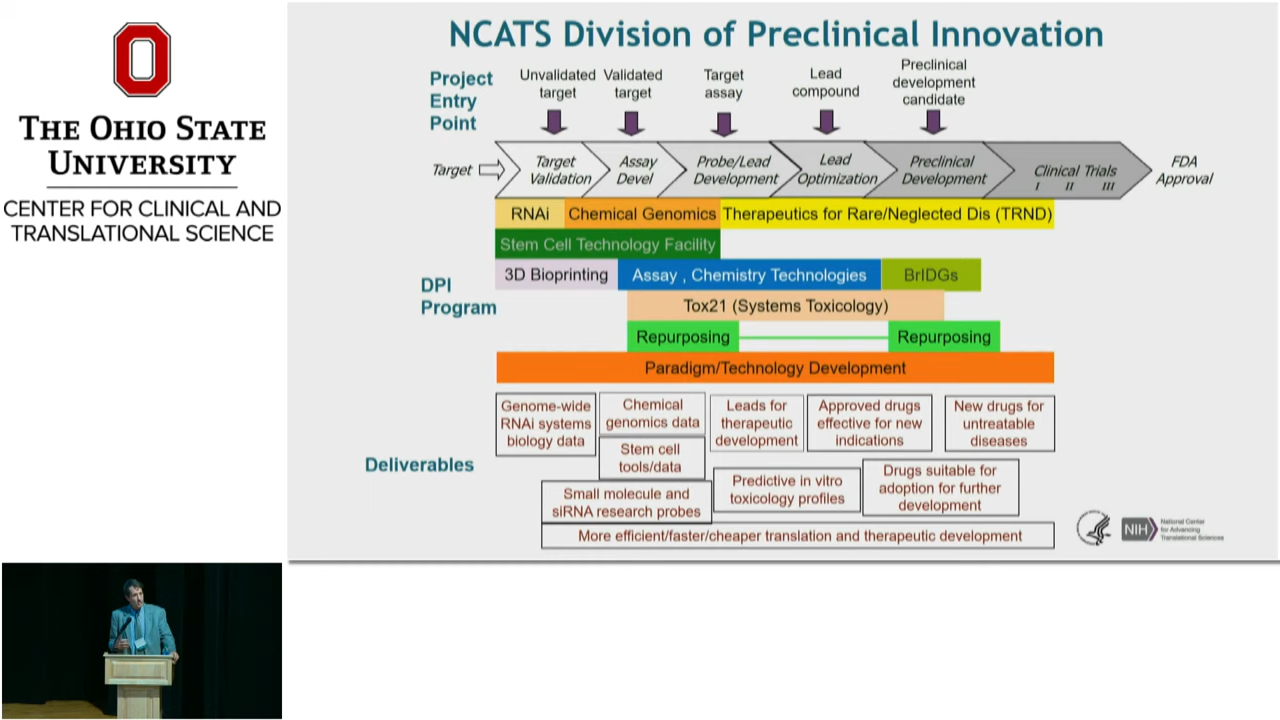 THE OHIO STATE
UNIVERSITY
CENTER FOR CLINICAL AND
TRANSLATIONAL SCIENCE
NCATS Division of Preclinical Innovation
Project
Entry
Point
Unvalidated
target
Validated
target
Target
assay
Lead
compound
Preclinical
development
candidate
Target
Target
Validation
Assay
Devel
Probe/Lead
Development
Lead
Optimization
Preclinical
Development
Clinical Trials
I II III
FDA
Approval
DPI
Program
RNAi
Chemical Genomics
Therapeutics for Rare/Neglected Dis (TRND)
Stem Cell Technology Facility
3D Bioprinting
Assay , Chemistry Technologies
BrIDGs
Tox21 (Systems Toxicology)
Repurposing
Repurposing
Paradigm/Technology Development
Deliverables
Genome-wide
RNAi systems
biology data
Chemical
genomics data
Leads for
therapeutic
development
Approved drugs
effective for new
indications
New drugs for
untreatable
diseases
Stem cell
tools/data
Small molecule and
siRNA research probes
Predictive in vitro
toxicology profiles
Drugs suitable for
adoption for further
development
More efficient/faster/cheaper translation and therapeutic development
NIH
National Center
for Advancing
Translational Sciences